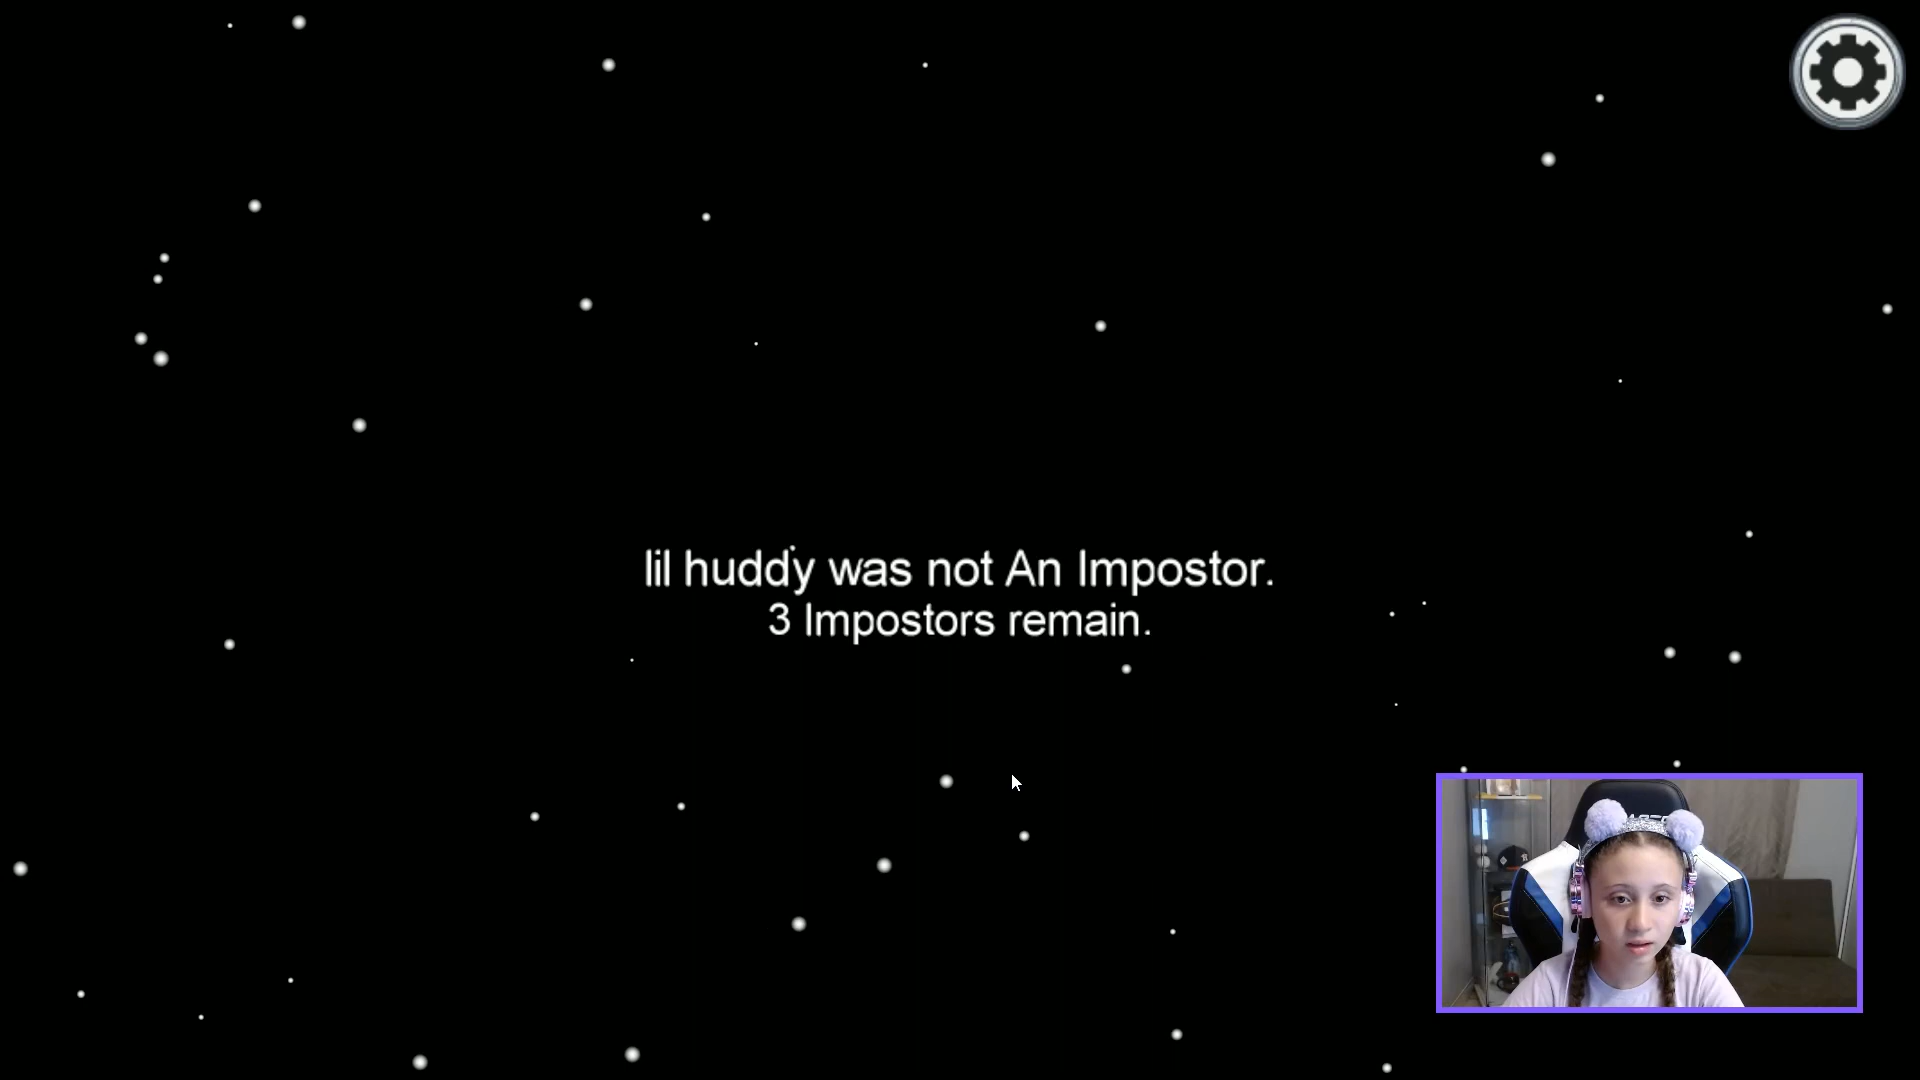 lil huddy was not An Impostor.
3 Impostors remain.